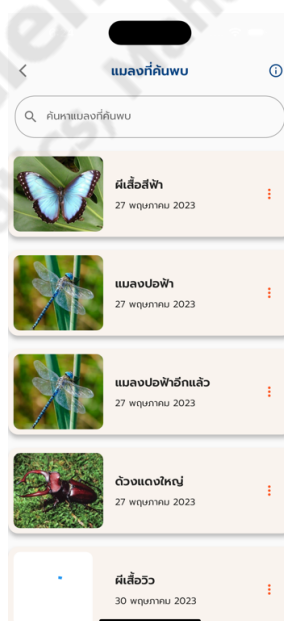 แมลงที่ค้นพบ
ค้นหาแมลงที่ค้นพบ
ผีเสื้อสีฟ้า
27 พฤษภาคม 2023
แมลงปอฟ้า
27 พฤษภาคม 2023
แมลงปอฟ้าอีกแล้ว
27 พฤษภาคม 2023
ด้วงแดงใหญ่
27 พฤษภาคม 2023
ผีเสื้อวิว
30 พฤษภาคม 2023